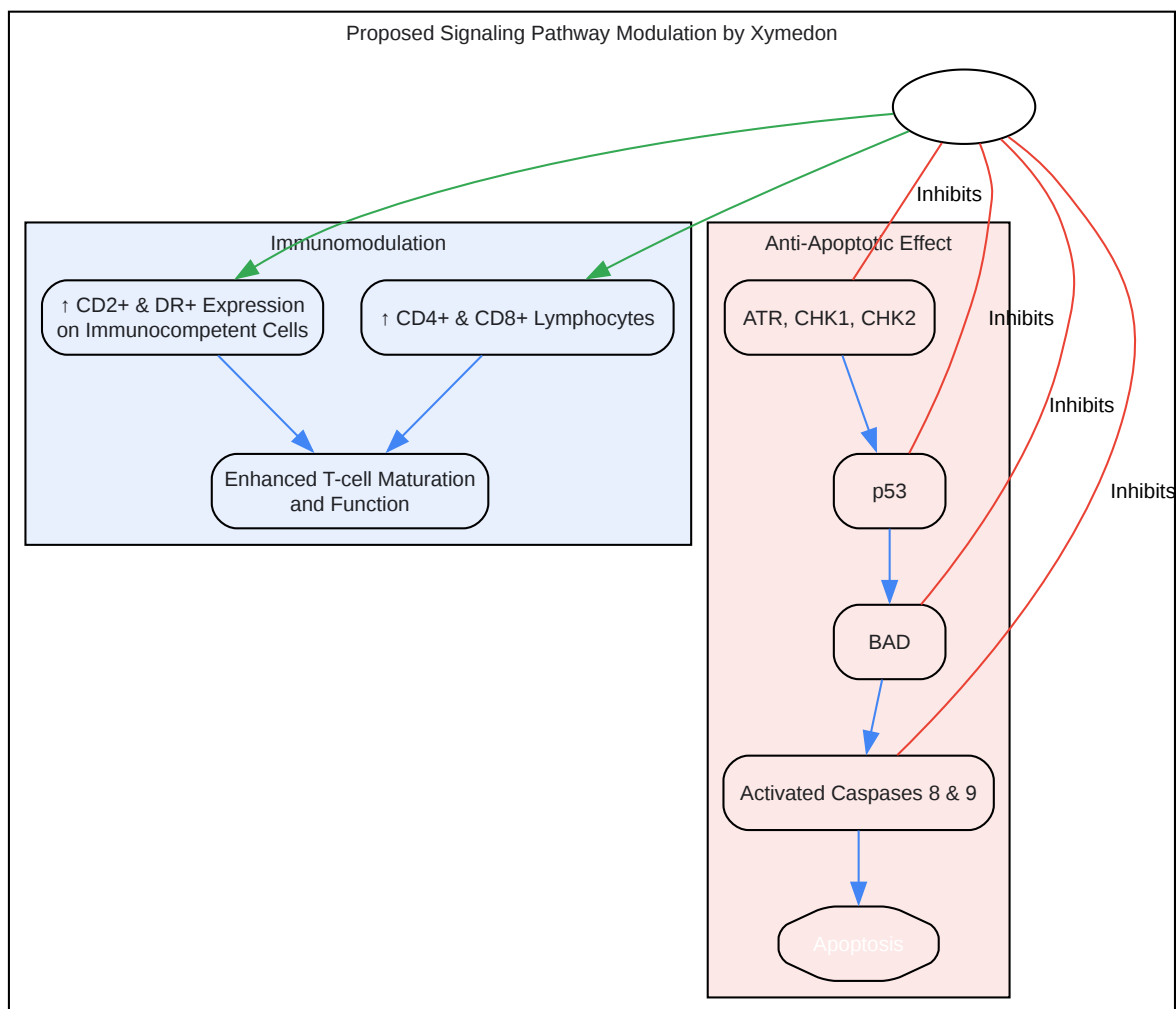 Proposed Signaling Pathway Modulation by Xymedon
Inhibits
Immunomodulation
Anti-Apoptotic Effect
↑ CD2+ & DR+ Expression
on Immunocompetent Cells
↑ CD4+ & CD8+ Lymphocytes
ATR, CHK1, CHK2
Inhibits
Inhibits
Enhanced T-cell Maturation
and Function
p53
Inhibits
BAD
Activated Caspases 8 & 9
Apoptosis